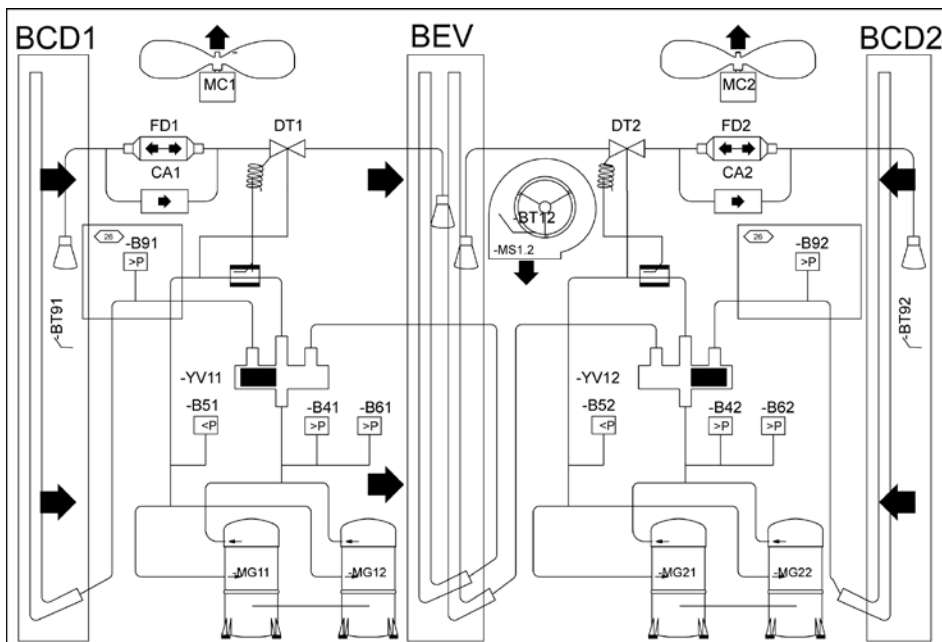 BCD1
BEV
BCD2
MC1
MC2
FD1
DT1
DT2
FD2
CA1
CA2
-BT12
-MS1.2
26
-B91
>P
26
-B92
>P
-BT91
-BT92
-YV11
-YV12
-B51
<P
-B41
>P
-B61
>P
-B52
<P
-B42
>P
-B62
>P
-MG11
-MG12
-MG21
-MG22